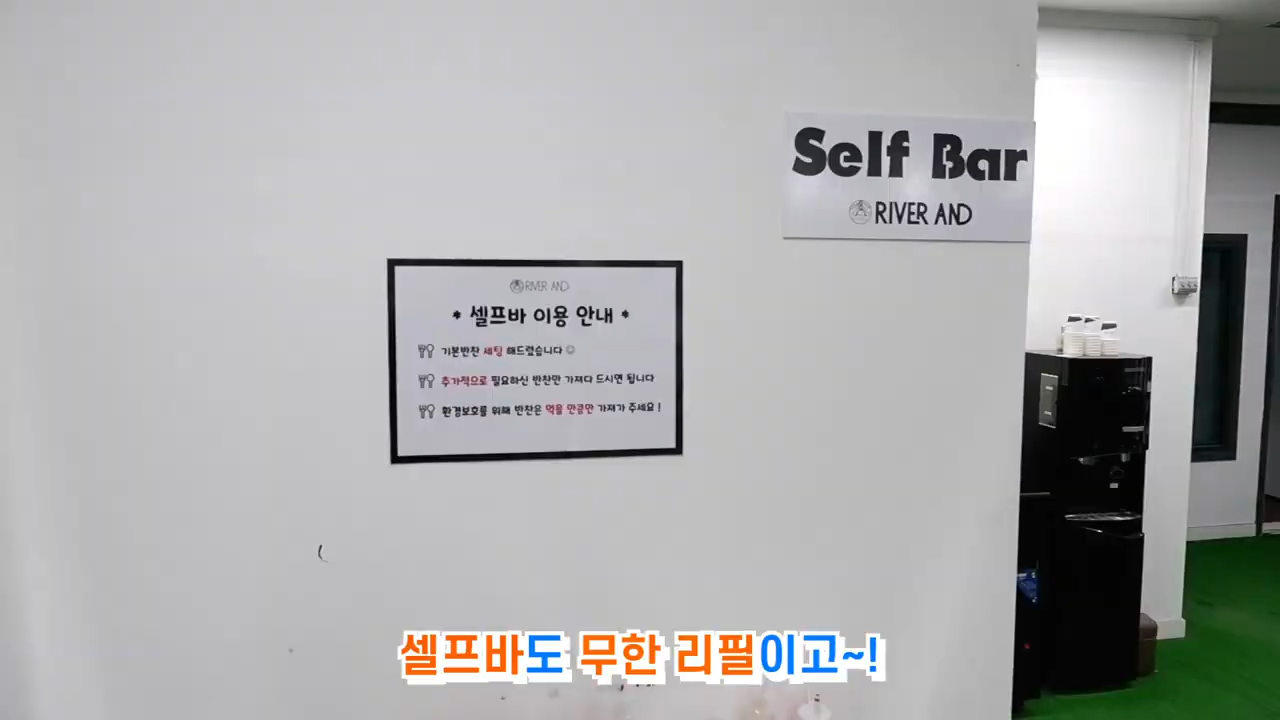 Self Bar
RIVER AND
RIVER AND
* 셀프바 이용 안내 *
기본반찬 세팅 해드렸습니다 ☺
추가적으로 필요하신 반찬만 가져다 드시면 됩니다
환경보호를 위해 반찬은 먹을 만큼만 가져가 주세요!
셀프바도 무한 리필이고~!